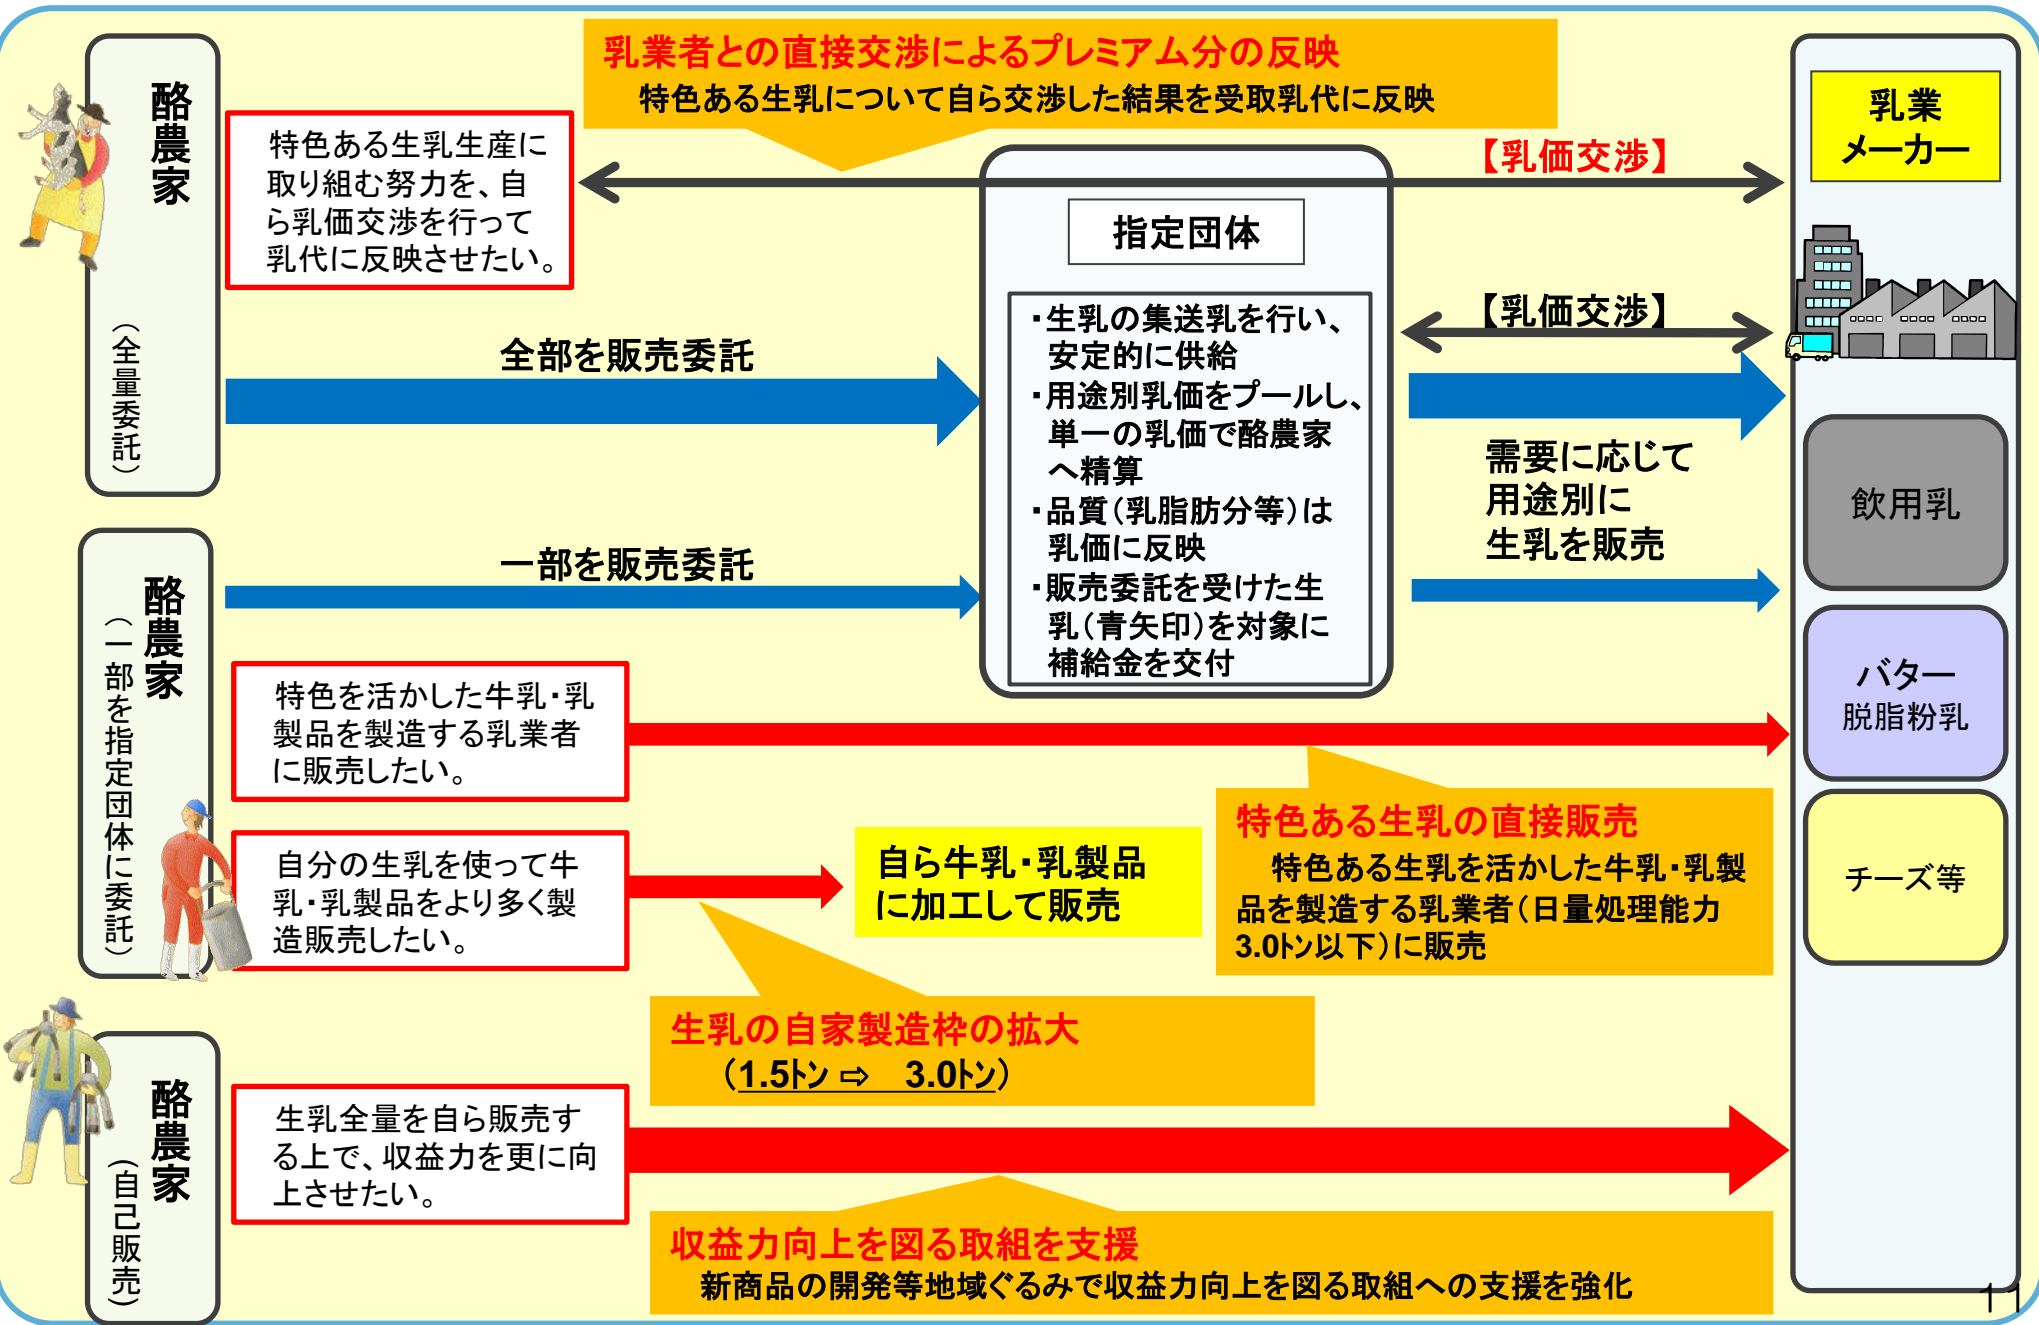 乳業者との直接交渉によるプレミアム分の反映
特色ある生乳について自ら交渉した結果を受取乳代に反映
酪農家
（全量委託）
特色ある生乳生産に
取り組む努力を、自
ら乳価交渉を行って
乳代に反映させたい。
【乳価交渉】
乳業
メーカー
指定団体
・生乳の集送乳を行い、
安定的に供給
・用途別乳価をプールし、
単一の乳価で酪農家
へ精算
・品質（乳脂肪分等）は
乳価に反映
・販売委託を受けた生
乳（青矢印）を対象に
補給金を交付
【乳価交渉】
全部を販売委託
需要に応じて
用途別に
生乳を販売
飲用乳
バター
脱脂粉乳
チーズ等
酪農家
（一部を指定団体に委託）
一部を販売委託
特色を活かした牛乳・乳
製品を製造する乳業者
に販売したい。
特色ある生乳の直接販売
特色ある生乳を活かした牛乳・乳製
品を製造する乳業者（日量処理能力
3.0トン以下）に販売
自分の生乳を使って牛
乳・乳製品をより多く製
造販売したい。
自ら牛乳・乳製品
に加工して販売
生乳の自家製造枠の拡大
（1.5トン ⇨ 3.0トン）
酪農家
（自己販売）
生乳全量を自ら販売す
る上で、収益力を更に向
上させたい。
収益力向上を図る取組を支援
新商品の開発等地域ぐるみで収益力向上を図る取組への支援を強化
11